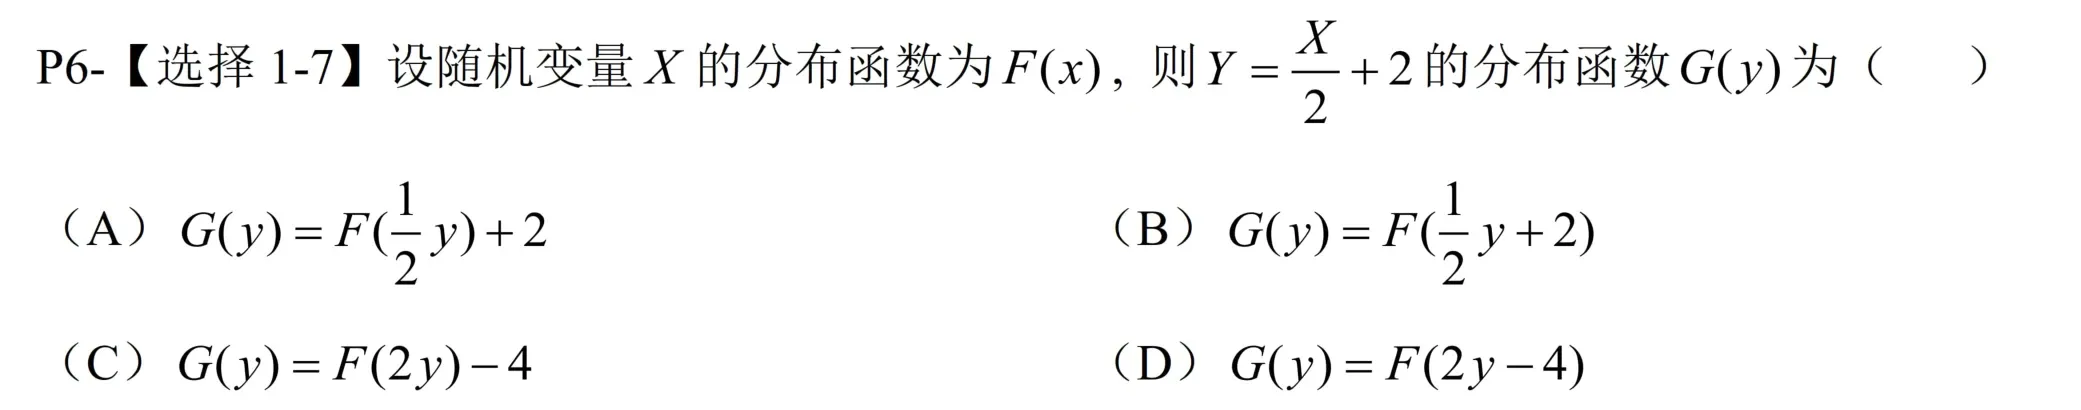 P6-【选择 1-7】设随机变量 X 的分布函数为 F(x), 则 Y = \frac{X}{2} + 2 的分布函数 G(y) 为（ ）
（A） G(y) = F(\frac{1}{2} y) + 2 （B） G(y) = F(\frac{1}{2} y + 2)
（C） G(y) = F(2y) − 4 （D） G(y) = F(2y − 4)